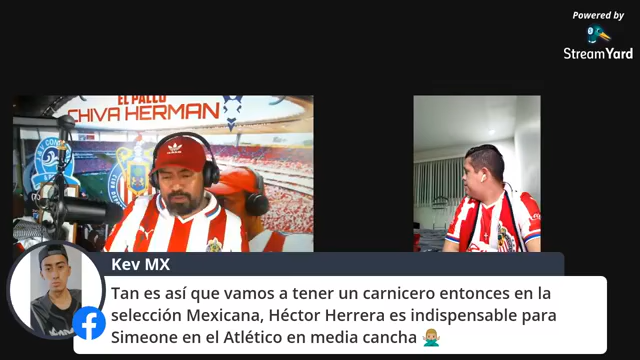 Powered by
StreamYard
EL PALCO
CHIVA HERMAN
Kev MX
Tan es así que vamos a tener un carnicero entonces en la
selección Mexicana, Héctor Herrera es indispensable para
Simeone en el Atlético en media cancha 🤦🏼‍♂️